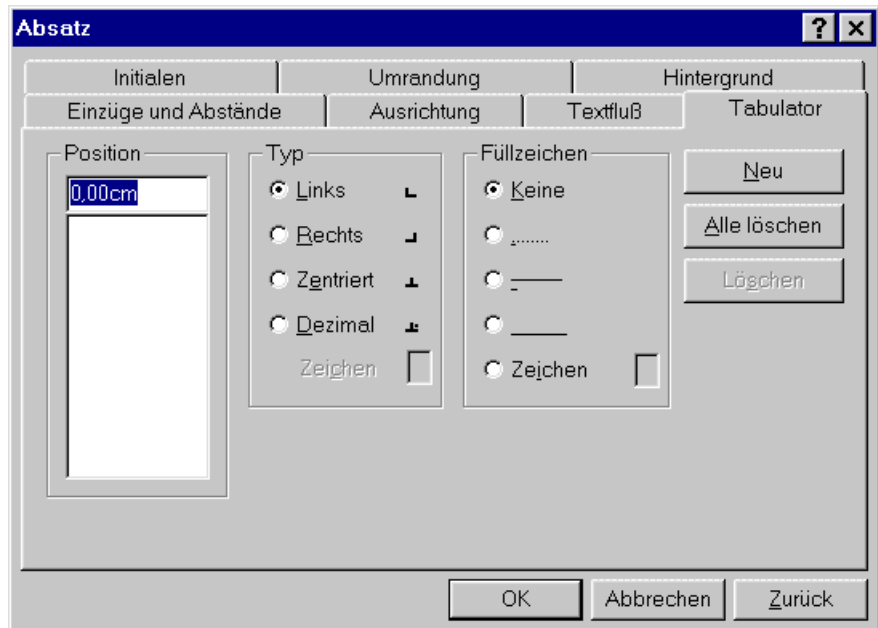 Absatz
Initialen Umrandung Hintergrund
Einzüge und Abstände Ausrichtung Textfluß Tabulator
Position Typ Füllzeichen
0,00cm Links Keine Neu
Rechts ........ Alle löschen
Zentriert Löschen
Dezimal
Zeichen Zeichen
OK Abbrechen Zurück